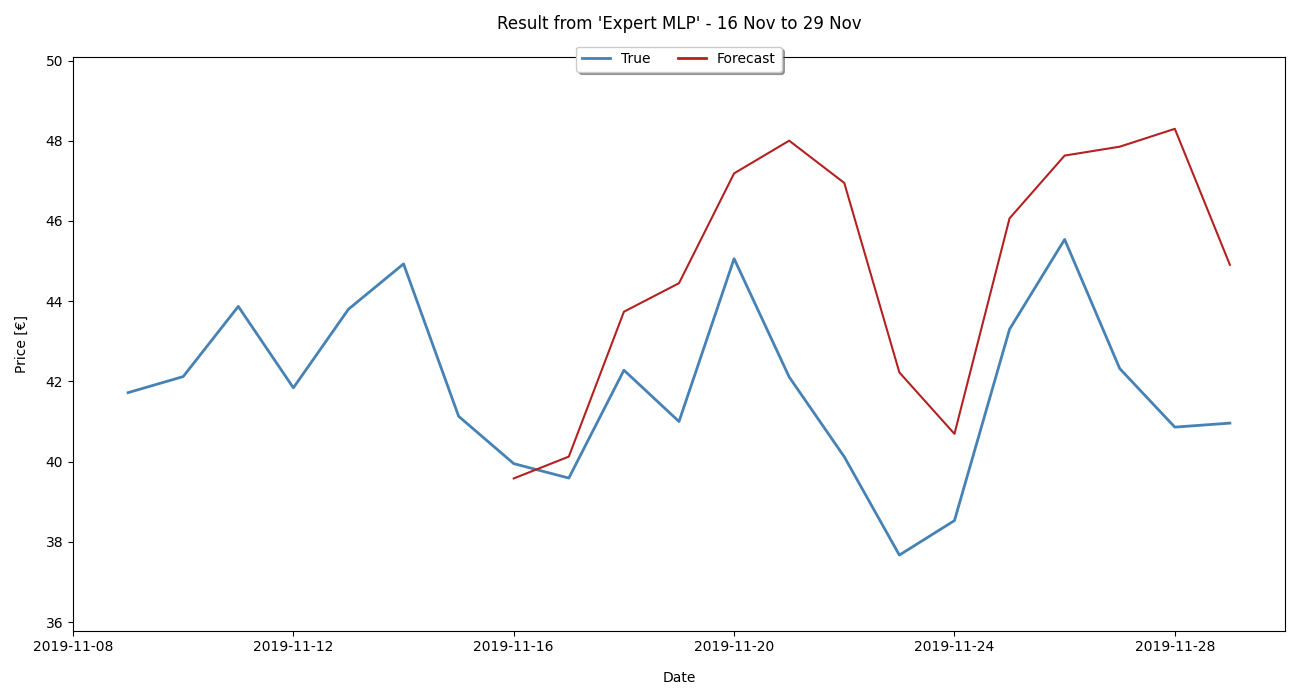 Result from 'Expert MLP' - 16 Nov to 29 Nov
True Forecast
50
48
46
44
42
40
38
36
Price [€]
2019-11-08 2019-11-12 2019-11-16 2019-11-20 2019-11-24 2019-11-28
Date